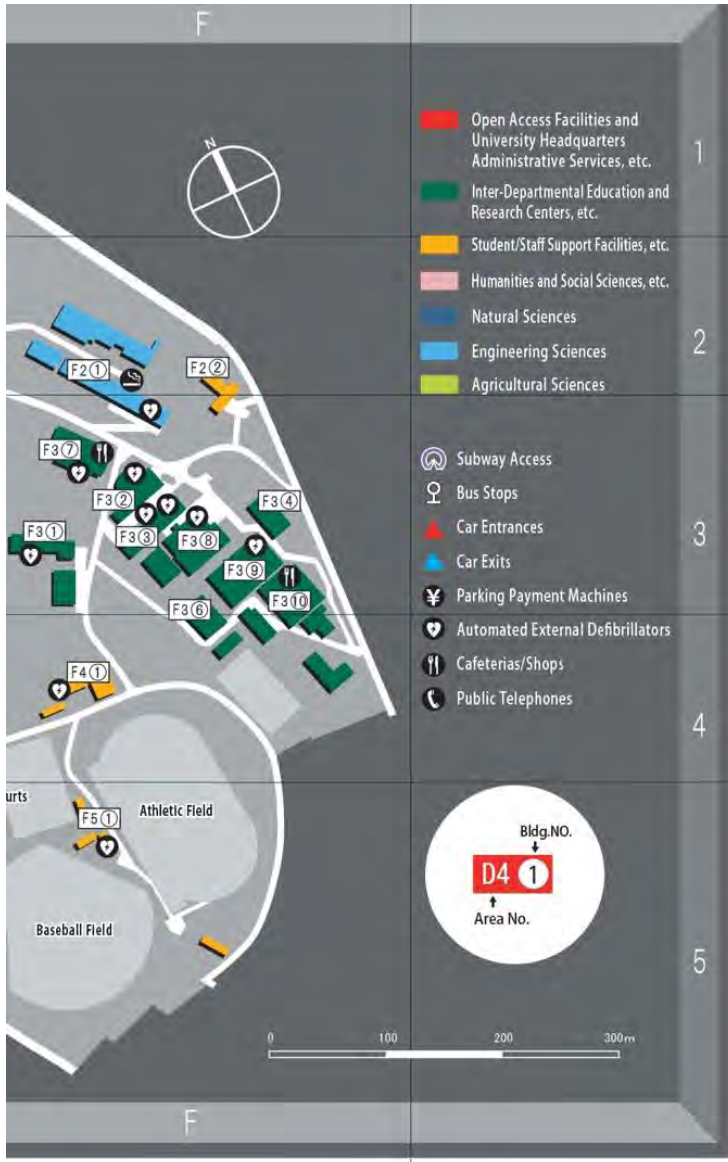 F
N
1
Open Access Facilities and
University Headquarters
Administrative Services, etc.
Inter-Departmental Education and
Research Centers, etc.
Student/Staff Support Facilities, etc.
Humanities and Social Sciences, etc.
Natural Sciences
2
Engineering Sciences
Agricultural Sciences
F2①
F2②
F3⑦
F3②
F3④
F3①
F3③
F3⑧
F3⑨
F3⑩
F3⑥
Subway Access
Bus Stops
Car Entrances
3
Car Exits
¥ Parking Payment Machines
Automated External Defibrillators
Cafeterias/Shops
Public Telephones
4
F4①
urts
F5①
Athletic Field
Baseball Field
Bldg.NO.
D4 1
Area No.
5
0 100 200 300m
F